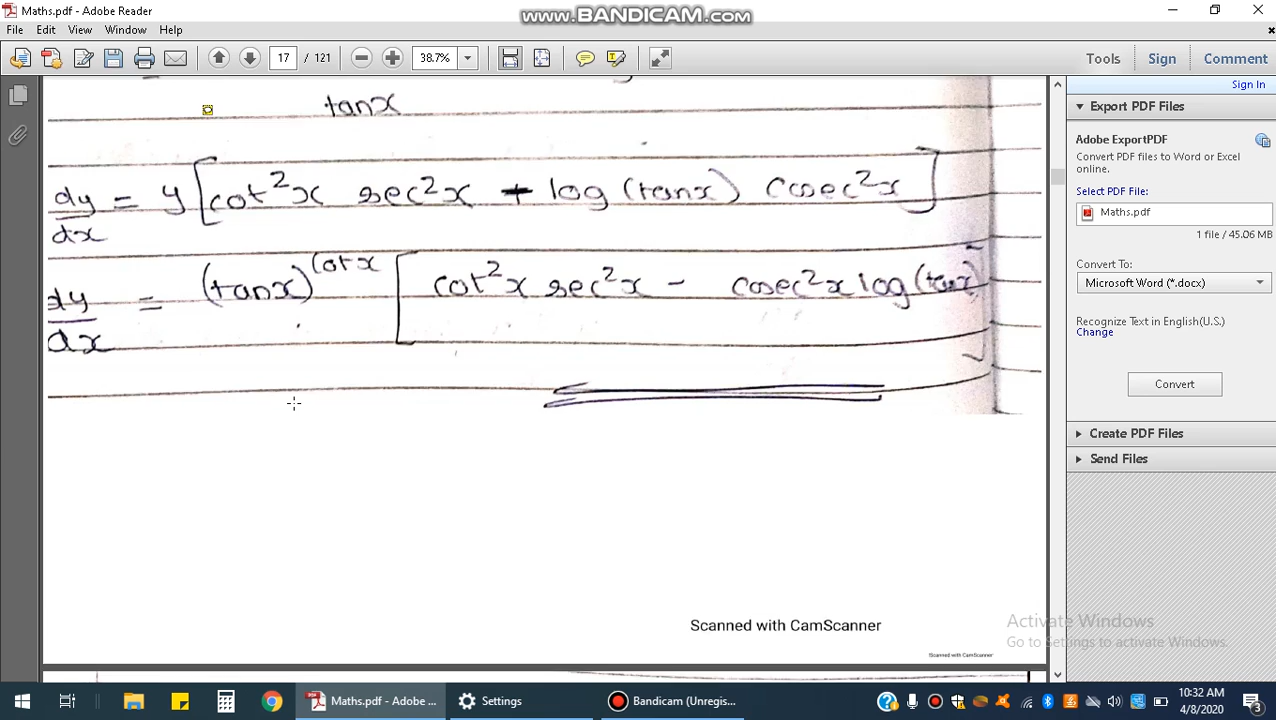 Maths.pdf - Adobe Reader
www.BANDICAM.com
File Edit View Window Help
17 / 121 38.7% Tools Sign Comment
Sign In
tanx
dy/dx = y [cot²x sec²x + log (tanx) cosec²x]
dy/dx = (tanx)^cotx [cot²x sec²x - cosec²x log(tanx)]
Scanned with CamScanner
Scanned with CamScanner
Export PDF Files
Adobe ExportPDF
Convert PDF files to Word or Excel
online.
Select PDF File:
Maths.pdf
1 file / 45.06 MB
Convert To:
Microsoft Word (*.docx)
Recognize Text in English(U.S)
Change
Convert
Create PDF Files
Send Files
Activate Windows
Go to Settings to activate Windows.
Maths.pdf - Adobe ... Settings Bandicam (Unregis...
10:32 AM
4/8/2020
3